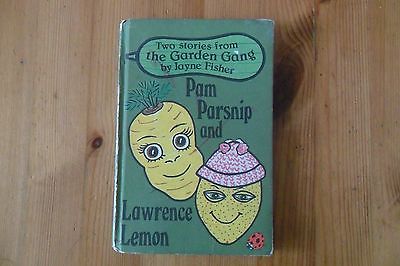 Two stories from
the Garden Gang
by Jayne Fisher
Pam
Parsnip
and
Lawrence
Lemon